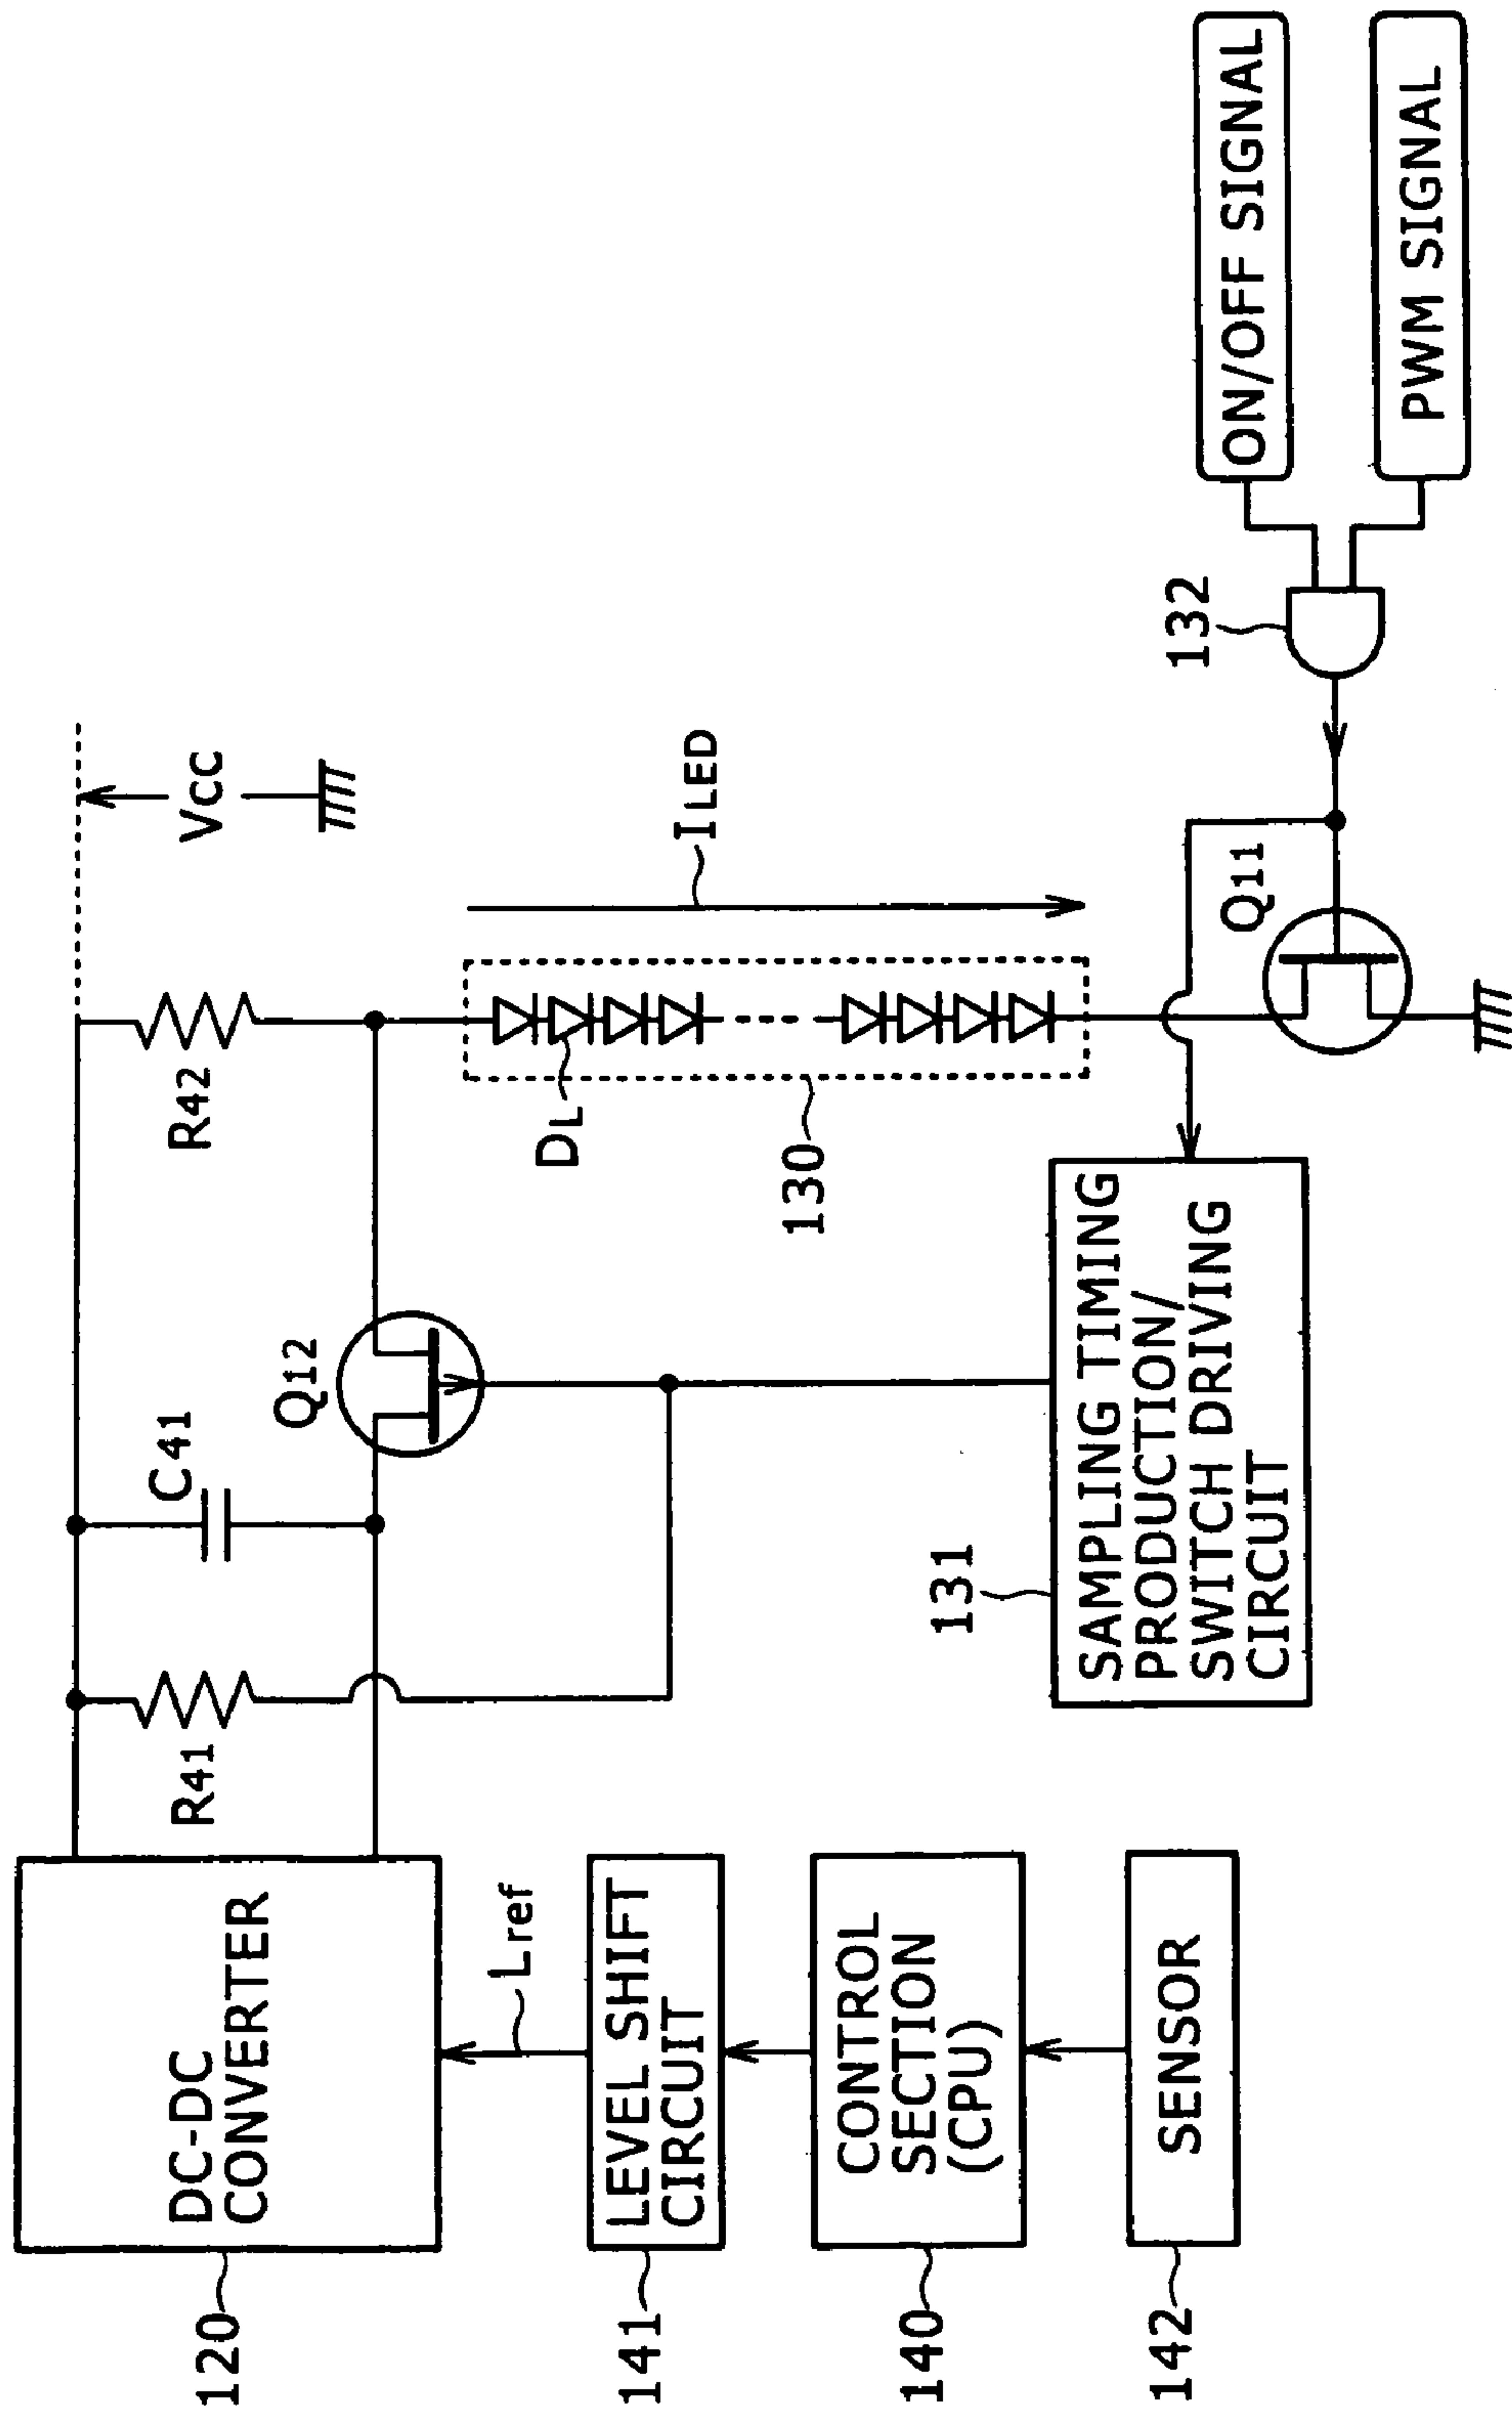 DC-DC
CONVERTER
120
R41
C41
Q12
R42
VCC
LEVEL SHIFT
CIRCUIT
141
Lref
CONTROL
SECTION
(CPU)
140
SENSOR
142
DL
130
ILED
131
SAMPLING TIMING
PRODUCTION/
SWITCH DRIVING
CIRCUIT
Q11
132
ON/OFF SIGNAL
PWM SIGNAL